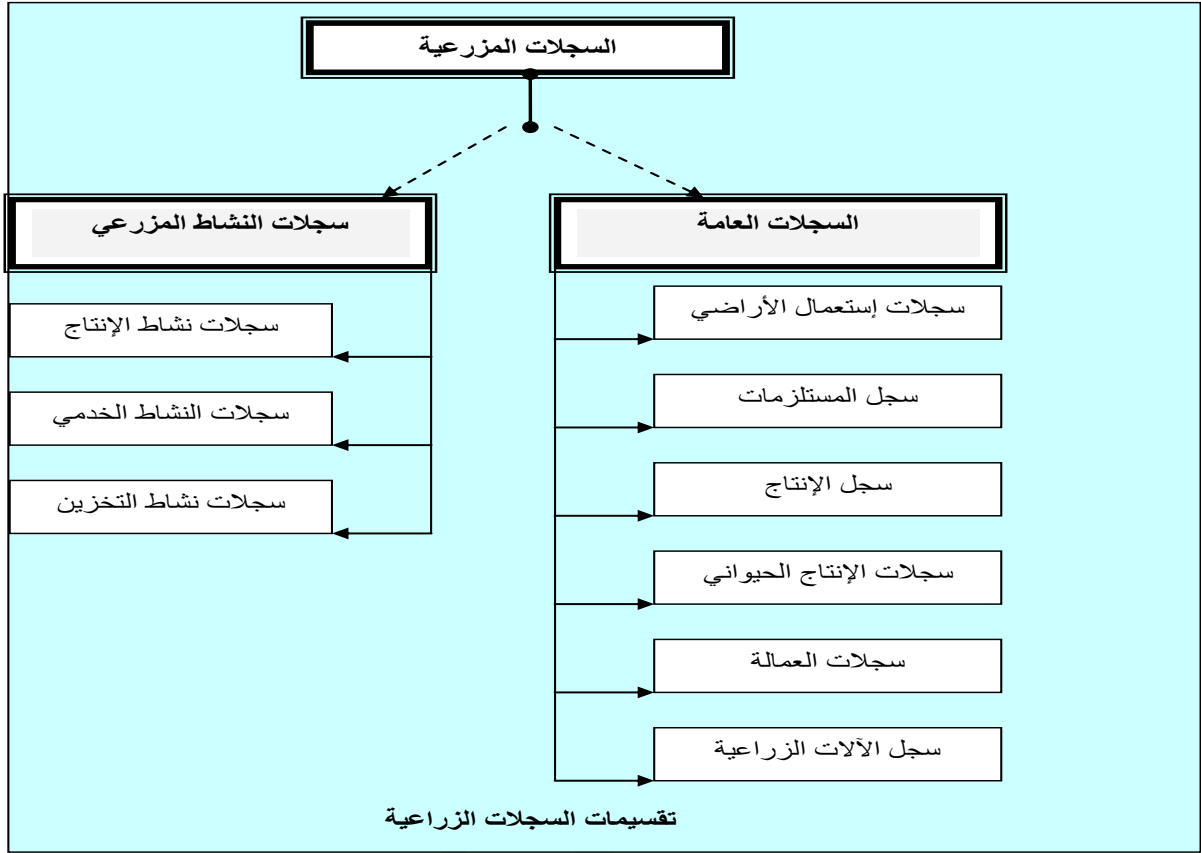 السجلات المزرعية
السجلات العامة
سجلات إستعمال الأراضي
سجل المستلزمات
سجل الإنتاج
سجلات الإنتاج الحيواني
سجلات العمالة
سجل الآلات الزراعية
سجلات النشاط المزرعي
سجلات نشاط الإنتاج
سجلات النشاط الخدمي
سجلات نشاط التخزين
تقسيمات السجلات الزراعية